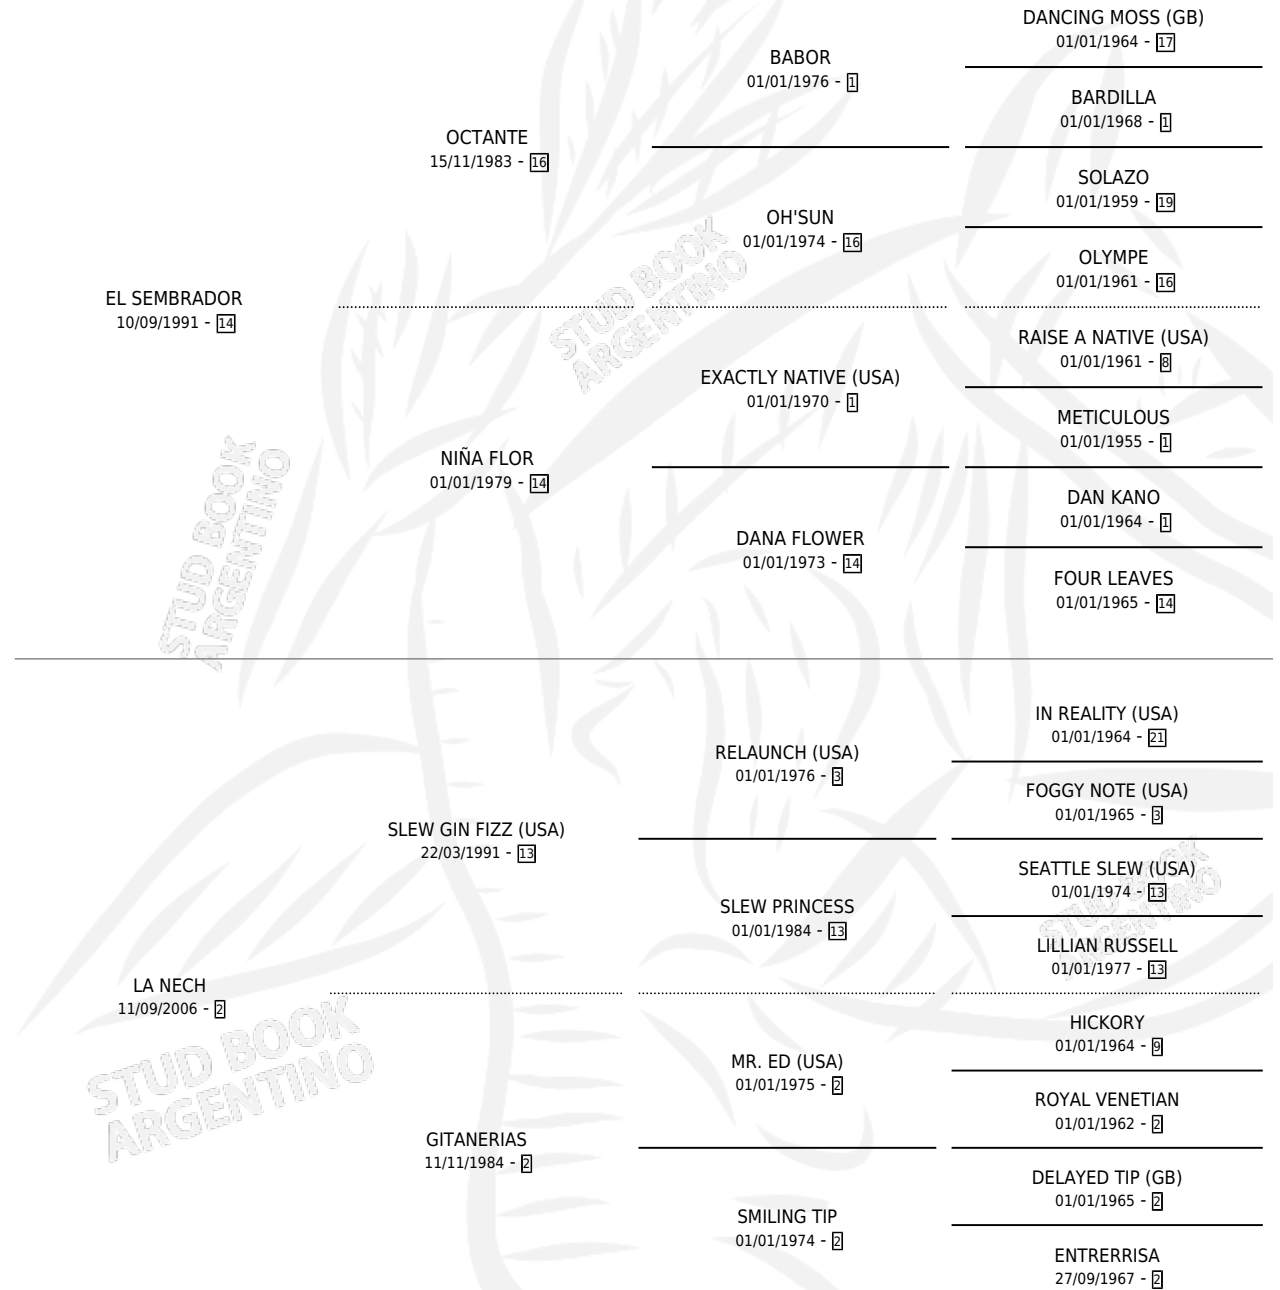 DANCING MOSS (GB)
01/01/1964 - 17
BABOR
01/01/1976 - 1
BARDILLA
01/01/1968 - 1
OCTANTE
15/11/1983 - 16
SOLAZO
01/01/1959 - 19
OH'SUN
01/01/1974 - 16
OLYMPE
01/01/1961 - 16
EL SEMBRADOR
10/09/1991 - 14
RAISE A NATIVE (USA)
01/01/1961 - 8
EXACTLY NATIVE (USA)
01/01/1970 - 1
METICULOUS
01/01/1955 - 1
NIÑA FLOR
01/01/1979 - 14
DAN KANO
01/01/1964 - 1
DANA FLOWER
01/01/1973 - 14
FOUR LEAVES
01/01/1965 - 14
STUD BOOK
ARGENTINO
STUD BOOK
ARGENTINO
IN REALITY (USA)
01/01/1964 - 21
RELAUNCH (USA)
01/01/1976 - 3
FOGGY NOTE (USA)
01/01/1965 - 3
SLEW GIN FIZZ (USA)
22/03/1991 - 13
SEATTLE SLEW (USA)
01/01/1974 - 13
SLEW PRINCESS
01/01/1984 - 13
LILLIAN RUSSELL
01/01/1977 - 13
STUD BOOK
ARGENTINO
LA NECH
11/09/2006 - 2
HICKORY
01/01/1964 - 9
MR. ED (USA)
01/01/1975 - 2
ROYAL VENETIAN
01/01/1962 - 2
GITANERIAS
11/11/1984 - 2
DELAYED TIP (GB)
01/01/1965 - 2
SMILING TIP
01/01/1974 - 2
ENTRERRISA
27/09/1967 - 2
STUD BOOK
ARGENTINO